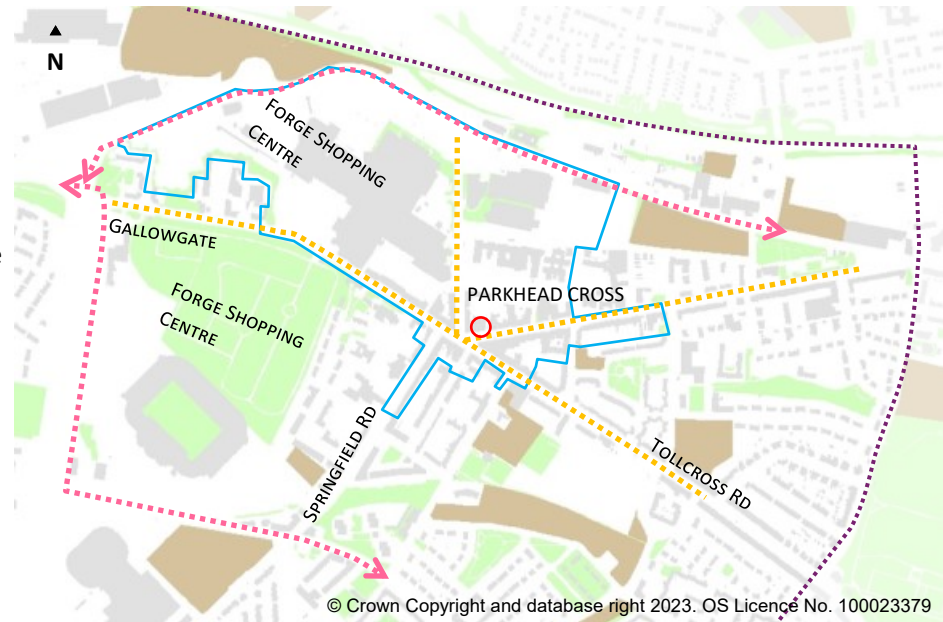 N
FORGE SHOPPING
CENTRE
GALLOWGATE
FORGE SHOPPING
CENTRE
PARKHEAD CROSS
SPRINGFIELD RD
TOLLCROSS RD
© Crown Copyright and database right 2023. OS Licence No. 100023379